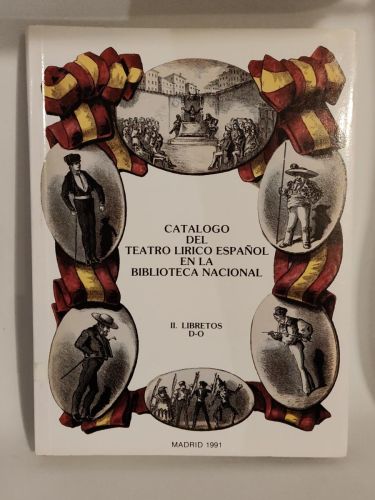 CATALOGO
DEL
TEATRO LIRICO ESPAÑOL
EN LA
BIBLIOTECA NACIONAL
II. LIBRETOS
D-O
MADRID 1991